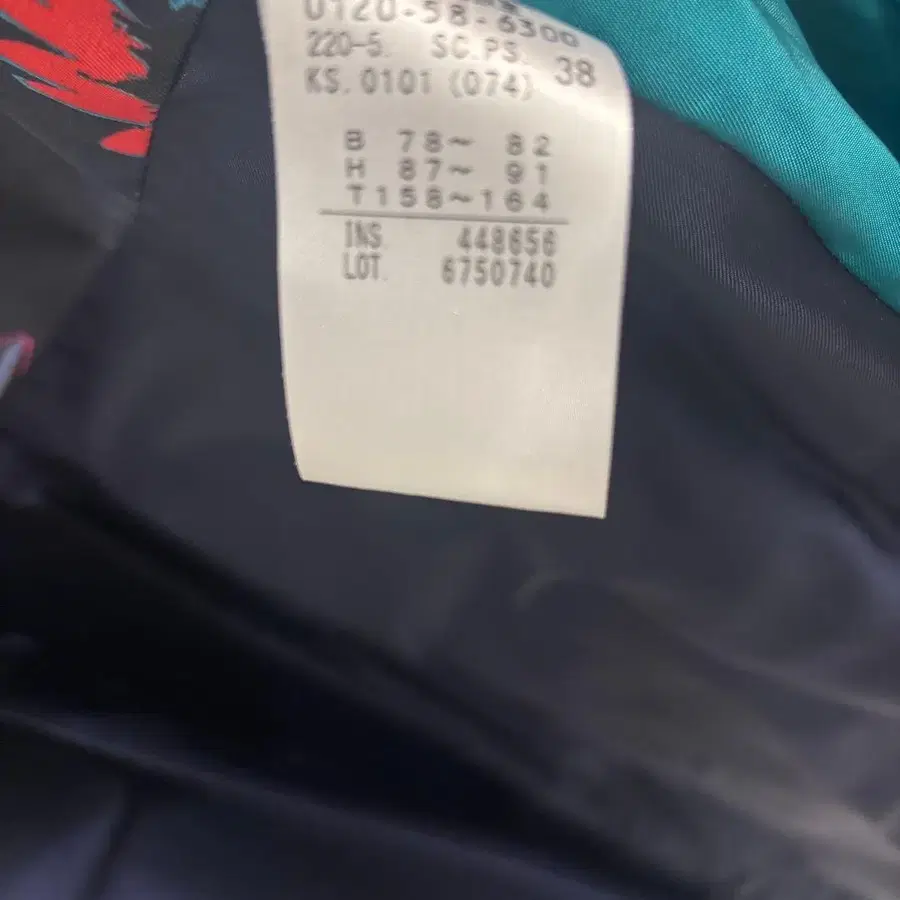 0120-58-6300
220-5. SC.PS. 38
KS.0101 (074)
B 78~ 82
H 87~ 91
T158~164
INS. 448656
LOT. 6750740